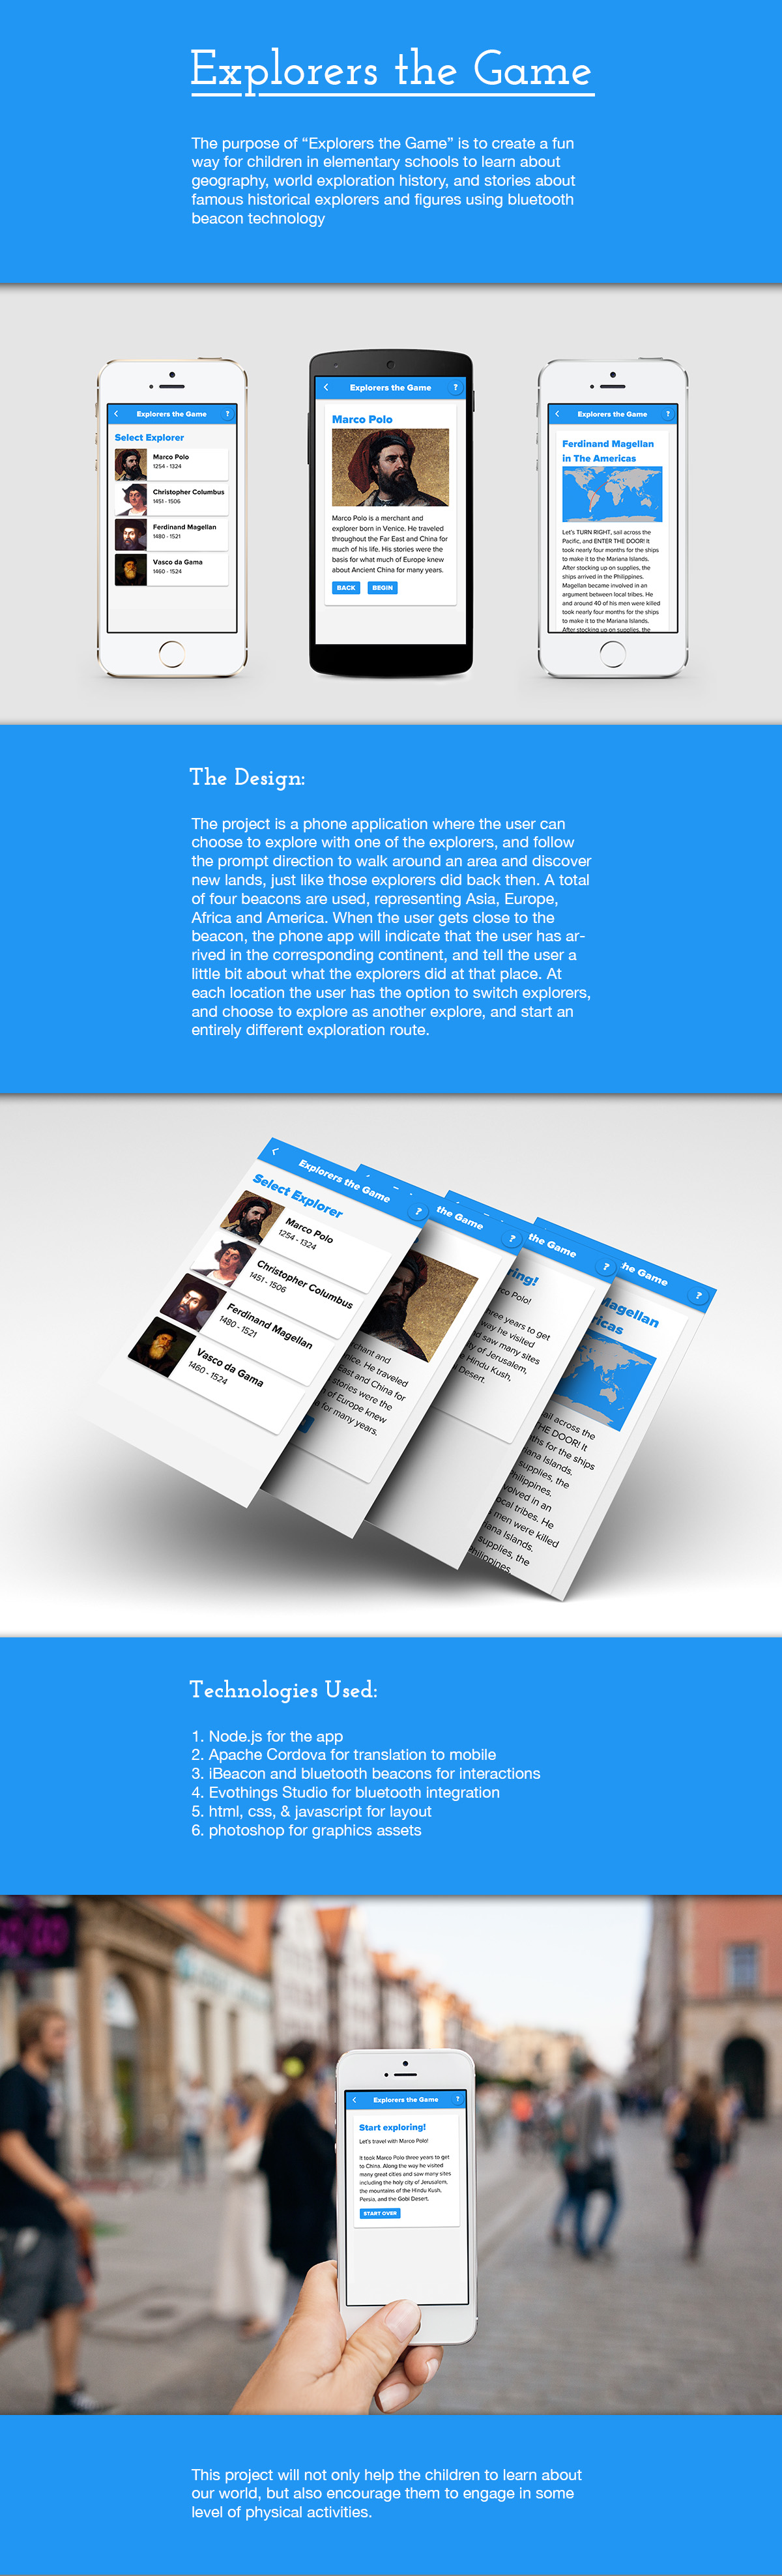 Explorers the Game
The purpose of “Explorers the Game” is to create a fun
way for children in elementary schools to learn about
geography, world exploration history, and stories about
famous historical explorers and figures using bluetooth
beacon technology
Explorers the Game ?
Select Explorer
Marco Polo
1254 - 1324
Christopher Columbus
1451 - 1506
Ferdinand Magellan
1480 - 1521
Vasco da Gama
1460 - 1524
Explorers the Game ?
Marco Polo
Marco Polo is a merchant and
explorer born in Venice. He traveled
throughout the Far East and China for
much of his life. His stories were the
basis for what much of Europe knew
about Ancient China for many years.
BACK BEGIN
Explorers the Game ?
Ferdinand Magellan
in The Americas
Let's TURN RIGHT, sail across the
Pacific, and ENTER THE DOOR! It
took nearly four months for the ships
to make it to the Mariana Islands.
After stocking up on supplies, the
ships arrived in the Philippines.
Magellan became involved in an
argument between local tribes. He
and around 40 of his men were killed
took nearly four months for the ships
to make it to the Mariana Islands.
After stocking up on supplies, the
The Design:
The project is a phone application where the user can
choose to explore with one of the explorers, and follow
the prompt direction to walk around an area and discover
new lands, just like those explorers did back then. A total
of four beacons are used, representing Asia, Europe,
Africa and America. When the user gets close to the
beacon, the phone app will indicate that the user has ar-
rived in the corresponding continent, and tell the user a
little bit about what the explorers did at that place. At
each location the user has the option to switch explorers,
and choose to explore as another explore, and start an
entirely different exploration route.
Explorers the Game ?
Select Explorer
Marco Polo
1254 - 1324
Christopher Columbus
1451 - 1506
Ferdinand Magellan
1480 - 1521
Vasco da Gama
1460 - 1524
the Game ?
chant and
nice. He traveled
East and China for
stories were the
of Europe knew
a for many years.
the Game ?
ring!
co Polo!
hree years to get
way he visited
d saw many sites
ty of Jerusalem,
Hindu Kush,
Desert.
he Game ?
Magellan
icas
ail across the
HE DOOR! It
ths for the ships
iana Islands.
supplies, the
hilippines.
volved in an
ocal tribes. He
men were killed
iana Islands.
supplies, the
Philippines.
Technologies Used:
1. Node.js for the app
2. Apache Cordova for translation to mobile
3. iBeacon and bluetooth beacons for interactions
4. Evothings Studio for bluetooth integration
5. html, css, & javascript for layout
6. photoshop for graphics assets
Explorers the Game ?
Start exploring!
Let's travel with Marco Polo!
It took Marco Polo three years to get
to China. Along the way he visited
many great cities and saw many sites
including the holy city of Jerusalem,
the mountains of the Hindu Kush,
Persia, and the Gobi Desert.
START OVER
This project will not only help the children to learn about
our world, but also encourage them to engage in some
level of physical activities.